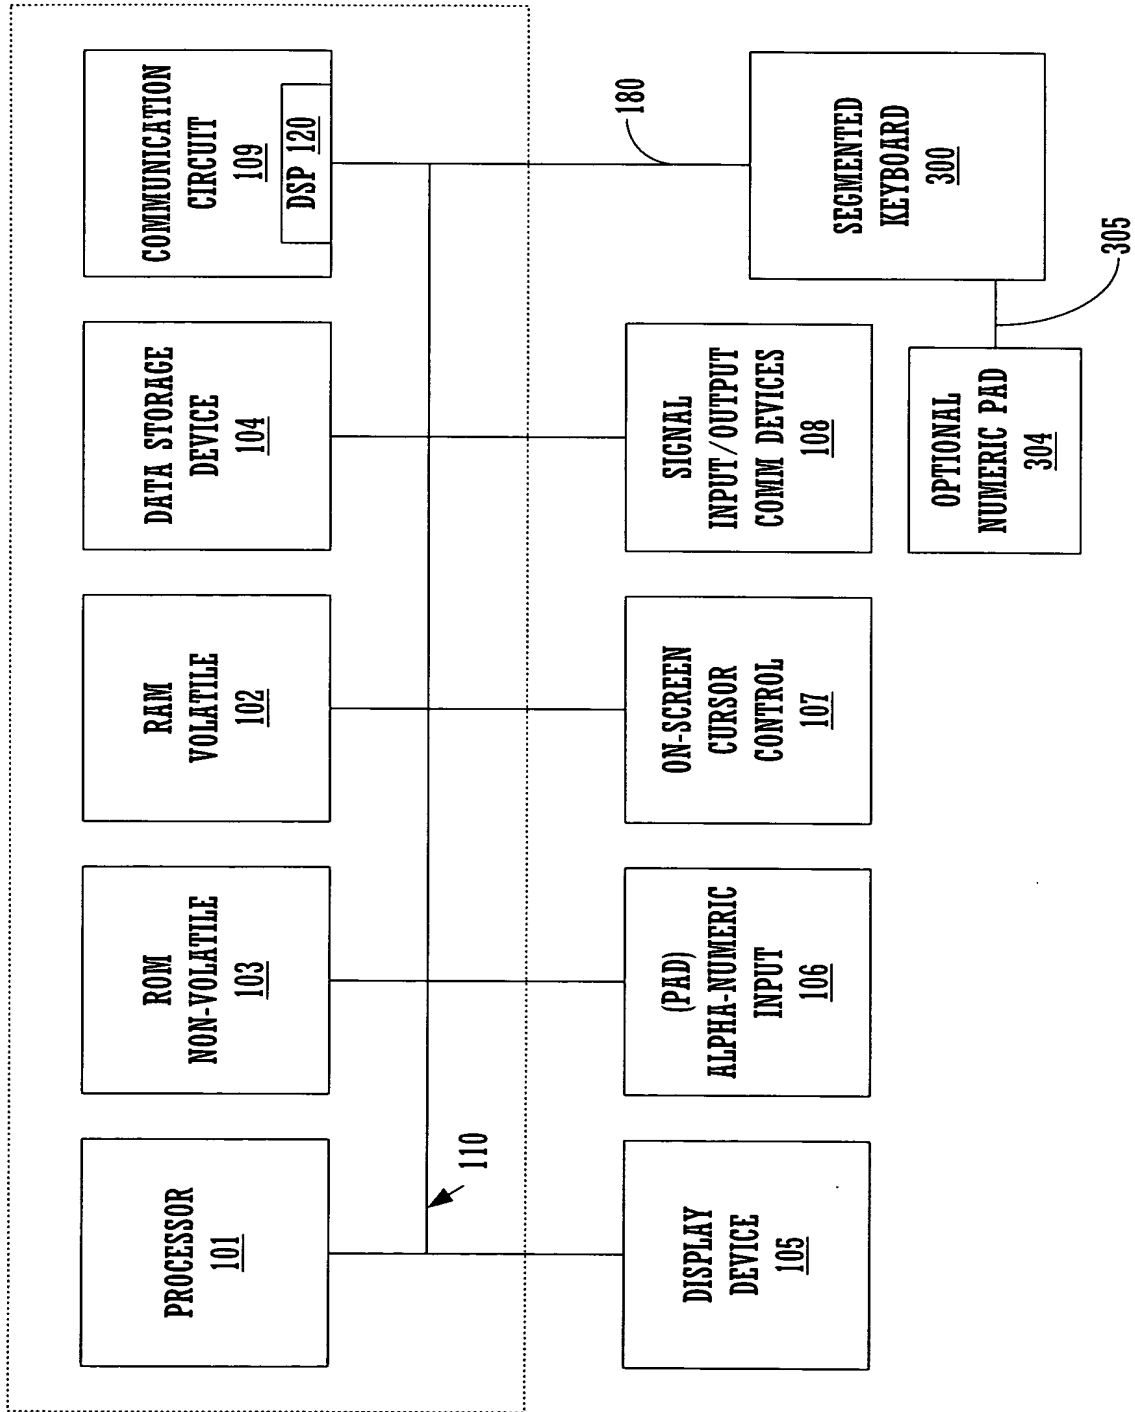 PROCESSOR
101
ROM
NON-VOLATILE
103
RAM
VOLATILE
102
DATA STORAGE
DEVICE
104
COMMUNICATION
CIRCUIT
109
DSP 120
110
180
DISPLAY
DEVICE
105
(PAD)
ALPHA-NUMERIC
INPUT
106
ON-SCREEN
CURSOR
CONTROL
107
SIGNAL
INPUT/OUTPUT
COMM DEVICES
108
SEGMENTED
KEYBOARD
300
OPTIONAL
NUMERIC PAD
304
305